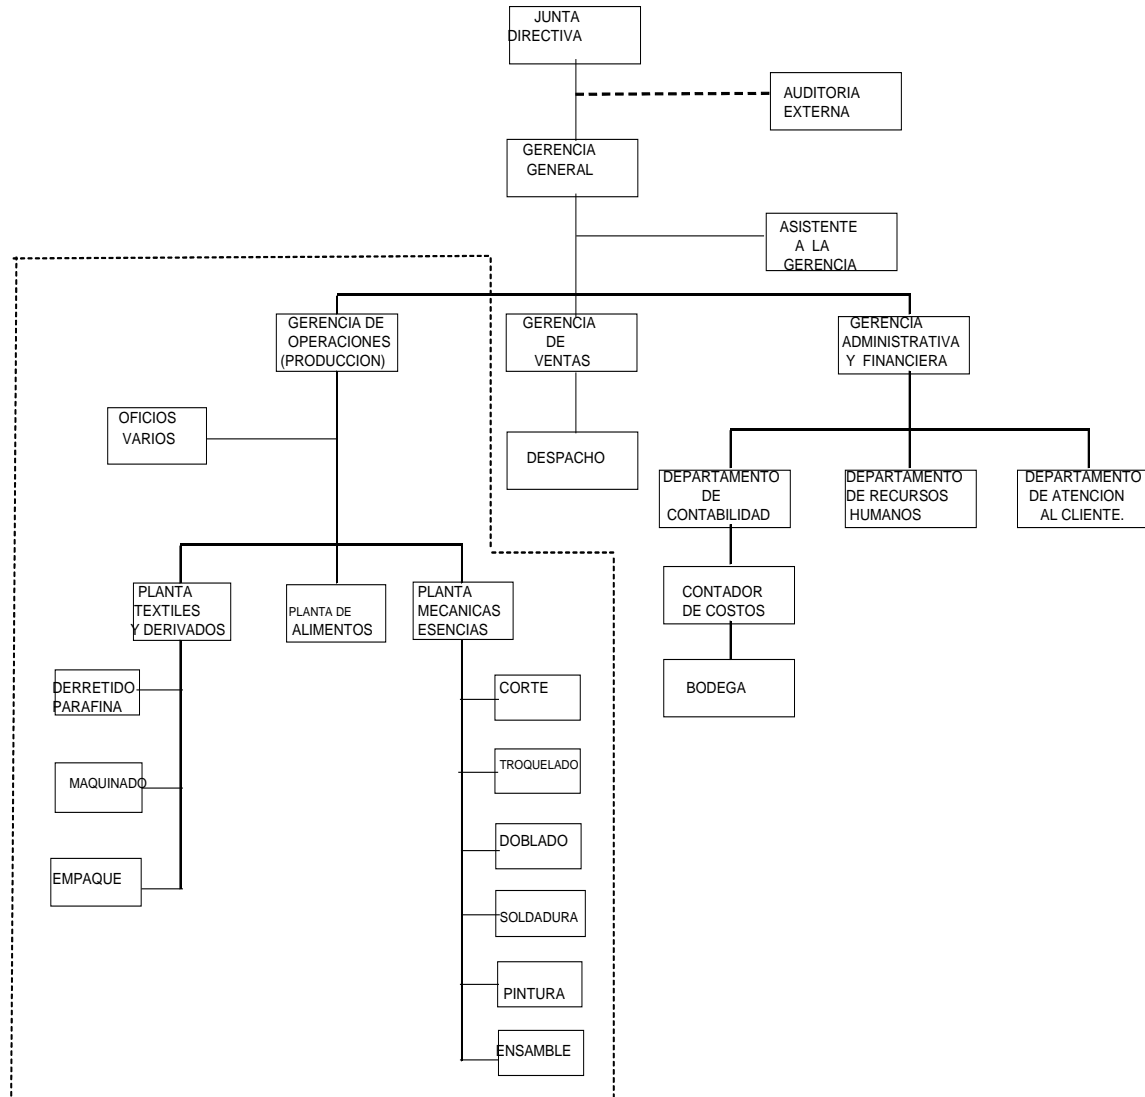 JUNTA
DIRECTIVA
AUDITORIA
EXTERNA
GERENCIA
GENERAL
ASISTENTE
A LA
GERENCIA
GERENCIA DE
OPERACIONES
(PRODUCCION)
GERENCIA
DE
VENTAS
GERENCIA
ADMINISTRATIVA
Y FINANCIERA
OFICIOS
VARIOS
DESPACHO
DEPARTAMENTO
DE
CONTABILIDAD
DEPARTAMENTO
DE RECURSOS
HUMANOS
DEPARTAMENTO
DE ATENCION
AL CLIENTE.
PLANTA
TEXTILES
Y DERIVADOS
PLANTA DE
ALIMENTOS
PLANTA
MECANICAS
ESENCIAS
CONTADOR
DE COSTOS
DERRETIDO
PARAFINA
CORTE
BODEGA
MAQUINADO
TROQUELADO
DOBLADO
EMPAQUE
SOLDADURA
PINTURA
ENSAMBLE